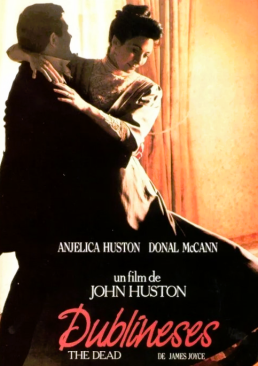 ANJELICA HUSTON DONAL McCANN
un film de
JOHN HUSTON
Dublineses
THE DEAD DE JAMES JOYCE